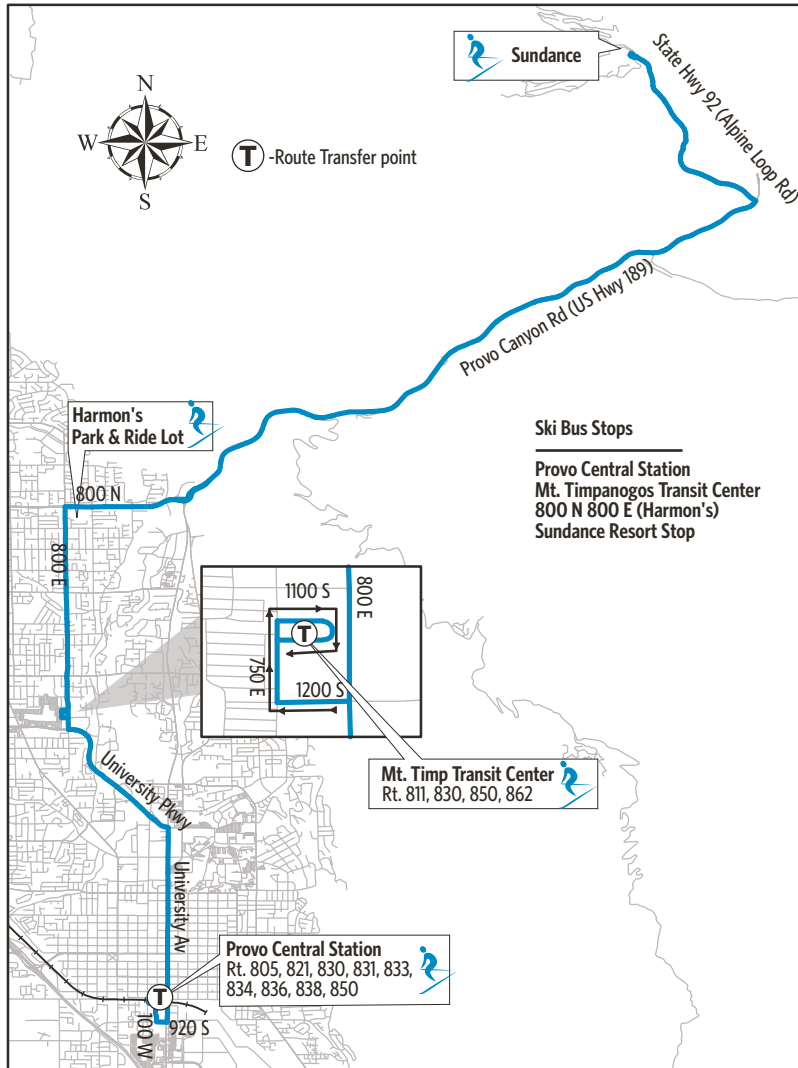 Sundance
State Hwy 92 (Alpine Loop Rd)
N
W
E
S
T
-Route Transfer point
Provo Canyon Rd (US Hwy 189)
Harmon's
Park & Ride Lot
800 N
800 E
Ski Bus Stops
Provo Central Station
Mt. Timpanogos Transit Center
800 N 800 E (Harmon's)
Sundance Resort Stop
1100 S
800 E
T
750 E
1200 S
Mt. Timp Transit Center
Rt. 811, 830, 850, 862
University Pkwy
University Av
Provo Central Station
Rt. 805, 821, 830, 831, 833,
834, 836, 838, 850
T
100 W
920 S